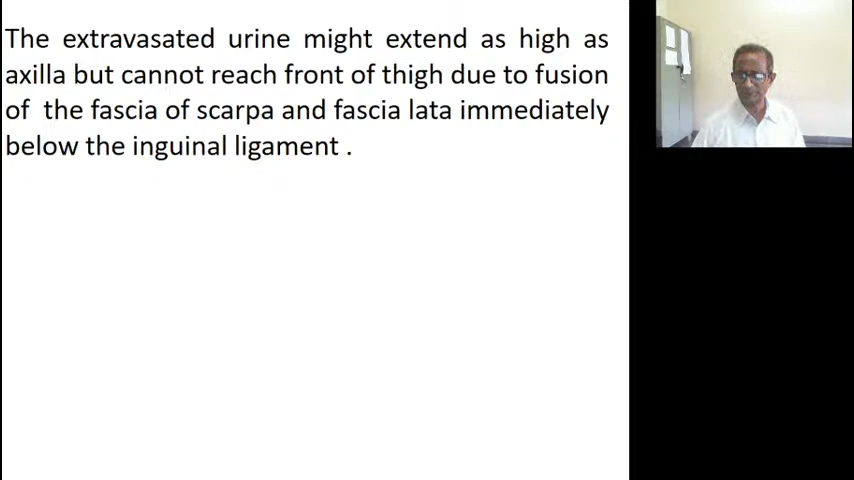 The extravasated urine might extend as high as
axilla but cannot reach front of thigh due to fusion
of the fascia of scarpa and fascia lata immediately
below the inguinal ligament .